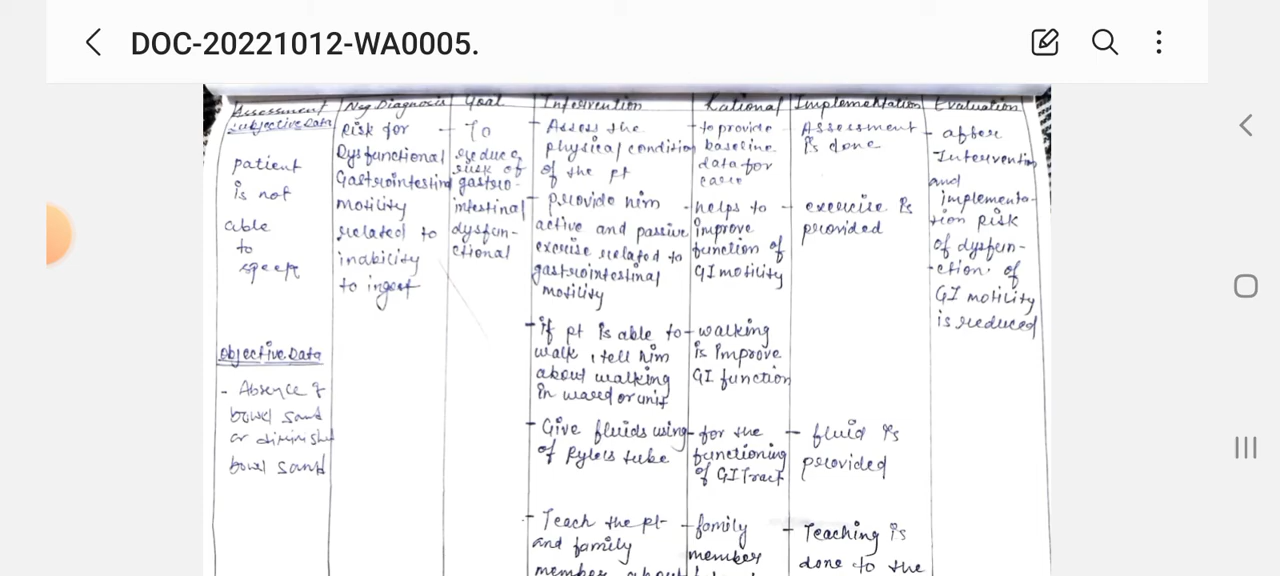 DOC-20221012-WA0005.
Assessment
Subjective Data
patient
is not
able
to
Objective Data
- Absence of
bowel sand
or diminished
bowel sand
Nsg Diagnosis
Risk for
Dysfunctional
Gastrointestinal
motility
related to
inability
to ingest
Goal
- To
reduce
risk of
gastro-
intestinal
dysfun-
ctional
Intervention
- Assess the
physical condition
of the pt
- provide him
active and passive
exercise related to
gastrointestinal
motility
- if pt is able to
walk, tell him
about walking
in ward or unit
- Give fluids using
of Ryles tube
- Teach the pt-
and family
member about
Rational
- to provide
baseline
data for
care
- helps to
improve
function of
GI motility
- walking
is improve
GI function
- for the
functioning
of GI Tract
- family
member
Implementation
Assessment
is done
- exercise is
provided
- fluid is
provided
- Teaching is
done to the
Evaluation
- after
Intervention
and
implementa-
tion risk
of dysfun-
-ction. of
GI motility
is reduced